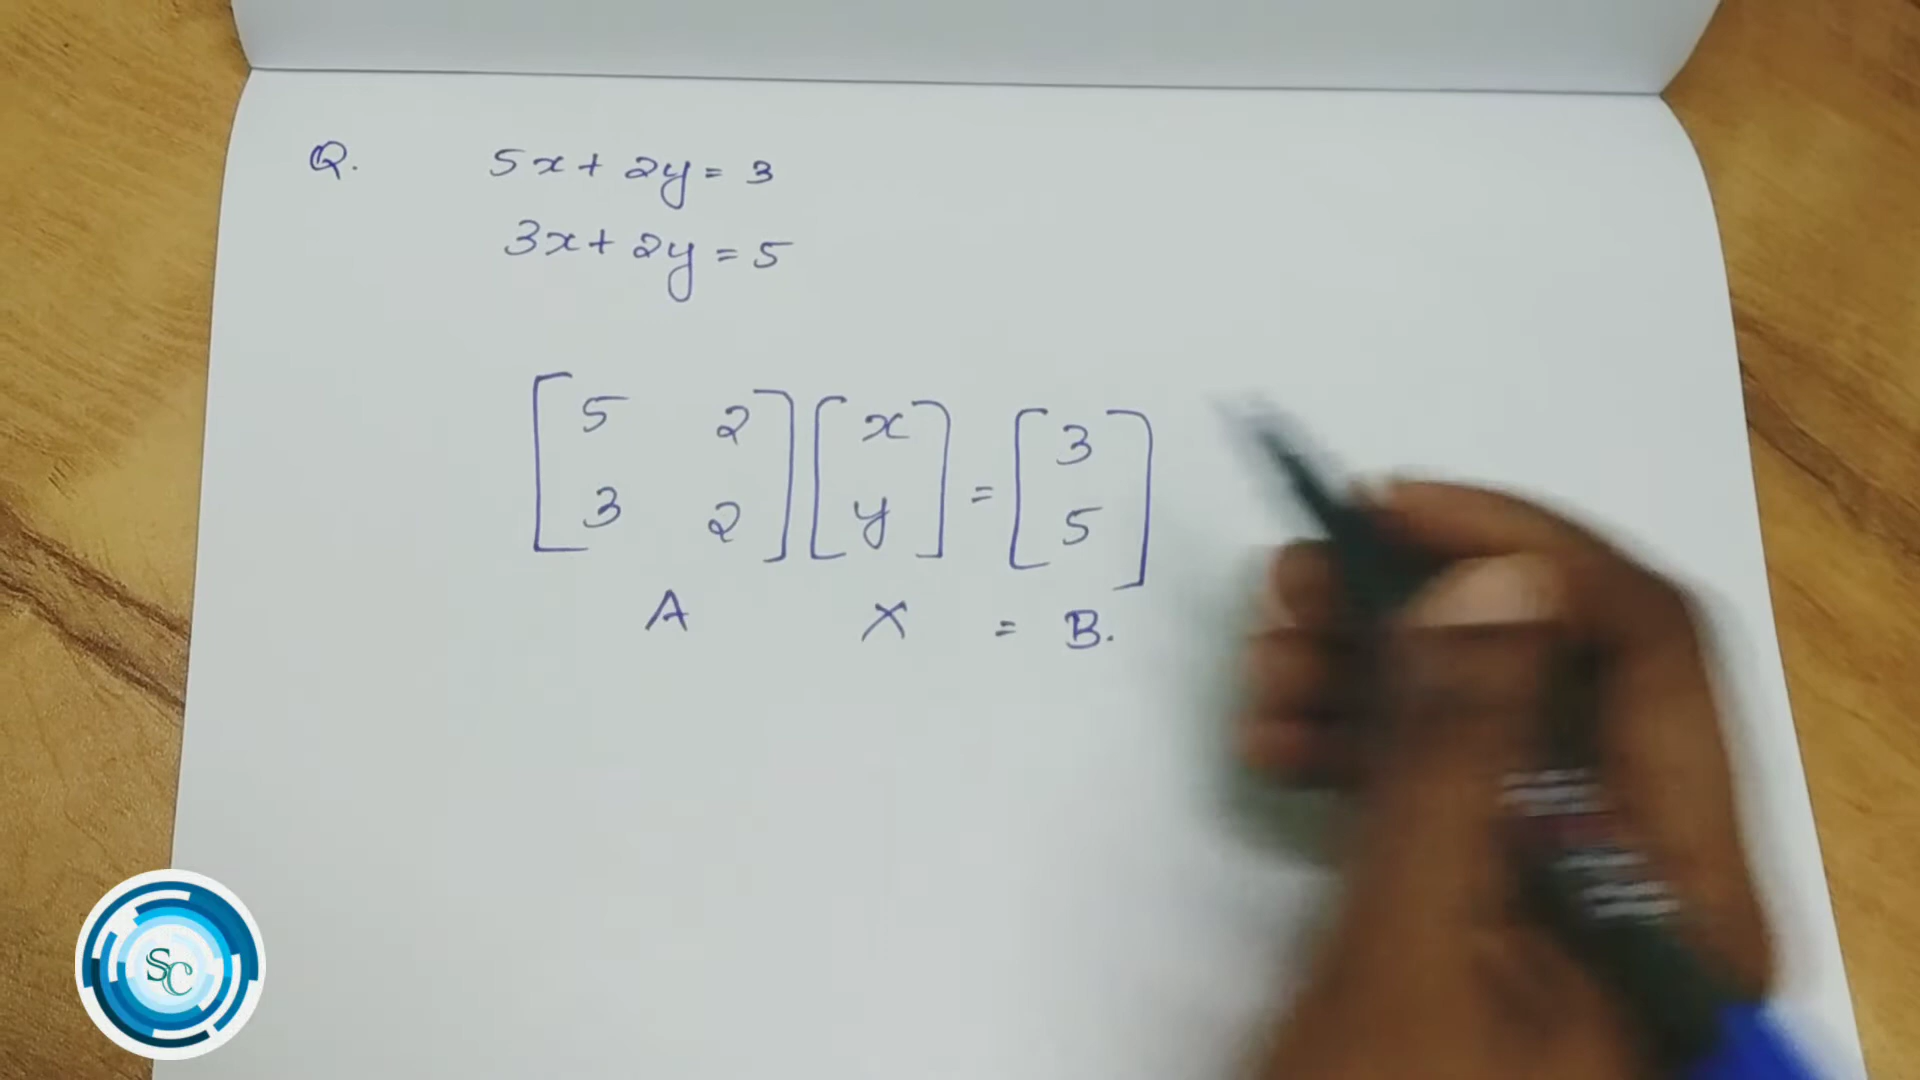 Q. 5x + 2y = 3
3x + 2y = 5
[5 2] [x] = [3]
[3 2] [y] [5]
A X = B.
SC